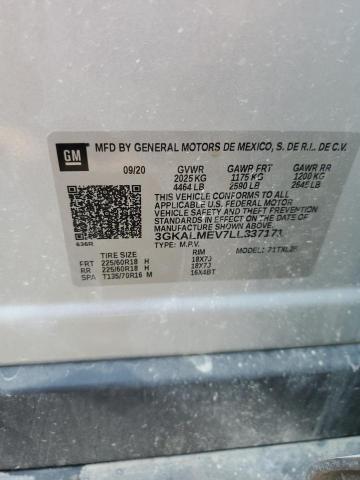 GM MFD BY GENERAL MOTORS DE MEXICO, S. DE R.L. DE C.V.
09/20 GVWR GAWR FRT GAWR RR
2025 KG 1175 KG 1200 KG
4464 LB 2590 LB 2645 LB
THIS VEHICLE CONFORMS TO ALL
APPLICABLE U.S. FEDERAL MOTOR
VEHICLE SAFETY AND THEFT PREVENTION
STANDARDS IN EFFECT ON THE DATE OF
MANUFACTURE SHOWN ABOVE.
3GKALMEV7LL337171
636R
TYPE: M.P.V. MODEL: 71TXL26
TIRE SIZE RIM
FRT 225/60R18 H 18X7J
RR 225/60R18 H 18X7J
SPA T135/70R16 M 16X4BT